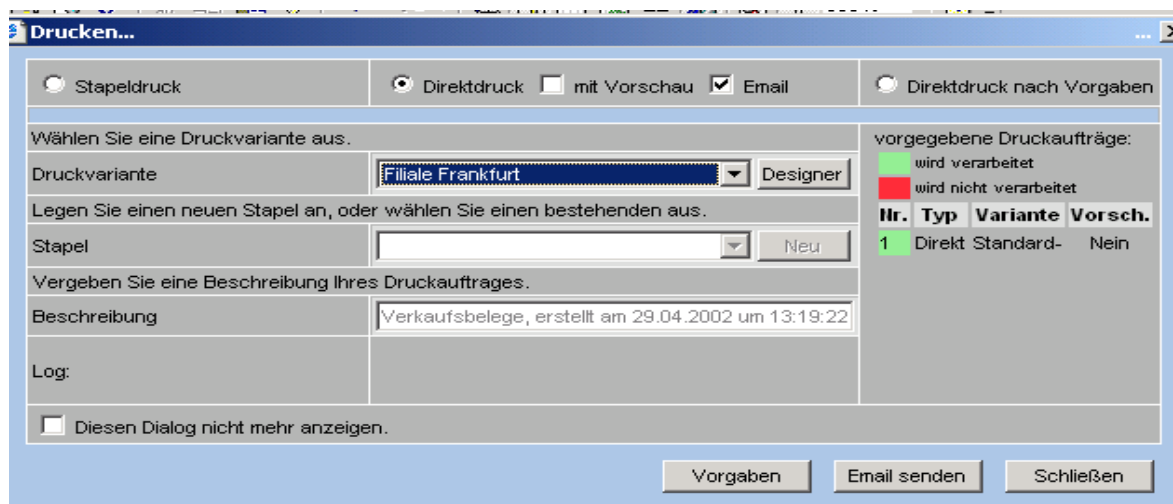 Drucken...
Stapeldruck Direktdruck mit Vorschau Email Direktdruck nach Vorgaben
Wählen Sie eine Druckvariante aus.
Druckvariante Filiale Frankfurt Designer
Legen Sie einen neuen Stapel an, oder wählen Sie einen bestehenden aus.
Stapel Neu
Vergeben Sie eine Beschreibung Ihres Druckauftrages.
Beschreibung Verkaufsbelege, erstellt am 29.04.2002 um 13:19:22
Log:
vorgegebene Druckaufträge:
wird verarbeitet
wird nicht verarbeitet
Nr. Typ Variante Vorsch.
1 Direkt Standard- Nein
Diesen Dialog nicht mehr anzeigen.
Vorgaben Email senden Schließen